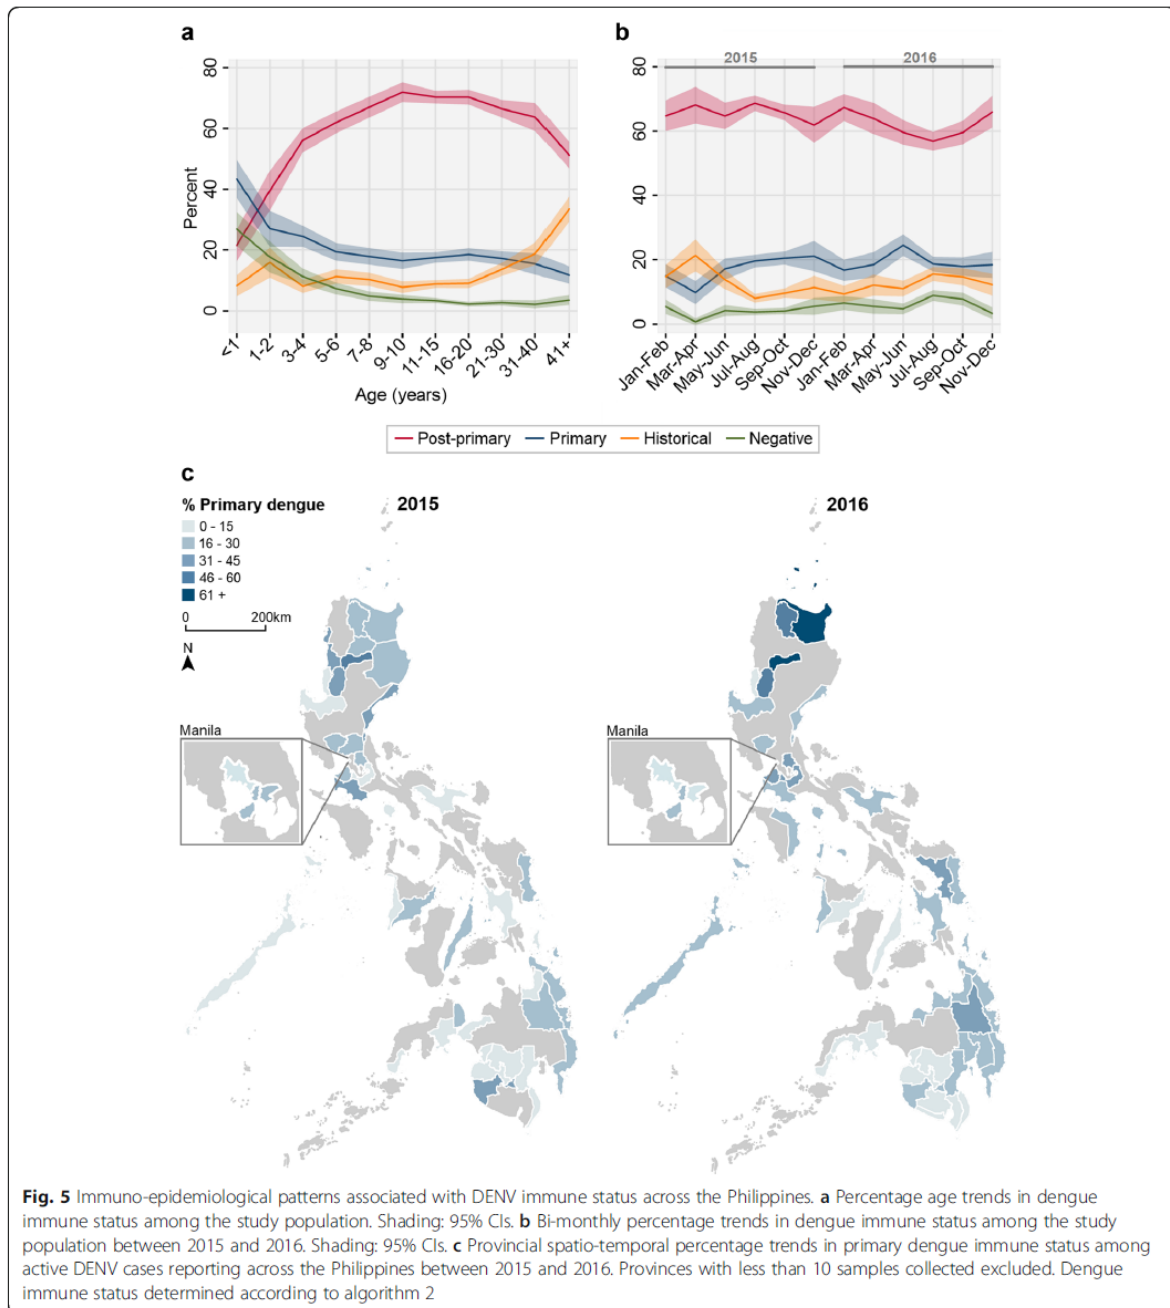 a
80
60
40
20
0
Percent
<1
1-2
3-4
5-6
7-8
9-10
11-15
16-20
21-30
31-40
41+
Age (years)
b
2015
2016
80
60
40
20
0
Jan-Feb
Mar-Apr
May-Jun
Jul-Aug
Sep-Oct
Nov-Dec
Jan-Feb
Mar-Apr
May-Jun
Jul-Aug
Sep-Oct
Nov-Dec
Post-primary Primary Historical Negative
c
% Primary dengue
0 - 15
16 - 30
31 - 45
46 - 60
61 +
0 200km
N
2015
Manila
2016
Manila
Fig. 5 Immuno-epidemiological patterns associated with DENV immune status across the Philippines. a Percentage age trends in dengue
immune status among the study population. Shading: 95% CIs. b Bi-monthly percentage trends in dengue immune status among the study
population between 2015 and 2016. Shading: 95% CIs. c Provincial spatio-temporal percentage trends in primary dengue immune status among
active DENV cases reporting across the Philippines between 2015 and 2016. Provinces with less than 10 samples collected excluded. Dengue
immune status determined according to algorithm 2